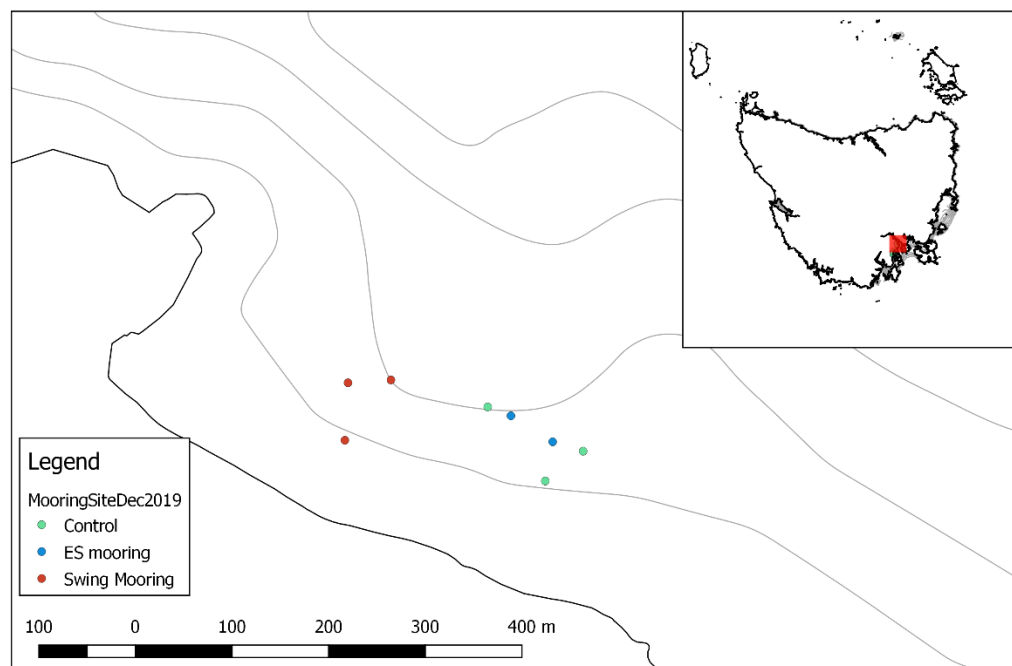 Legend
MooringSiteDec2019
Control
ES mooring
Swing Mooring
100 0 100 200 300 400 m